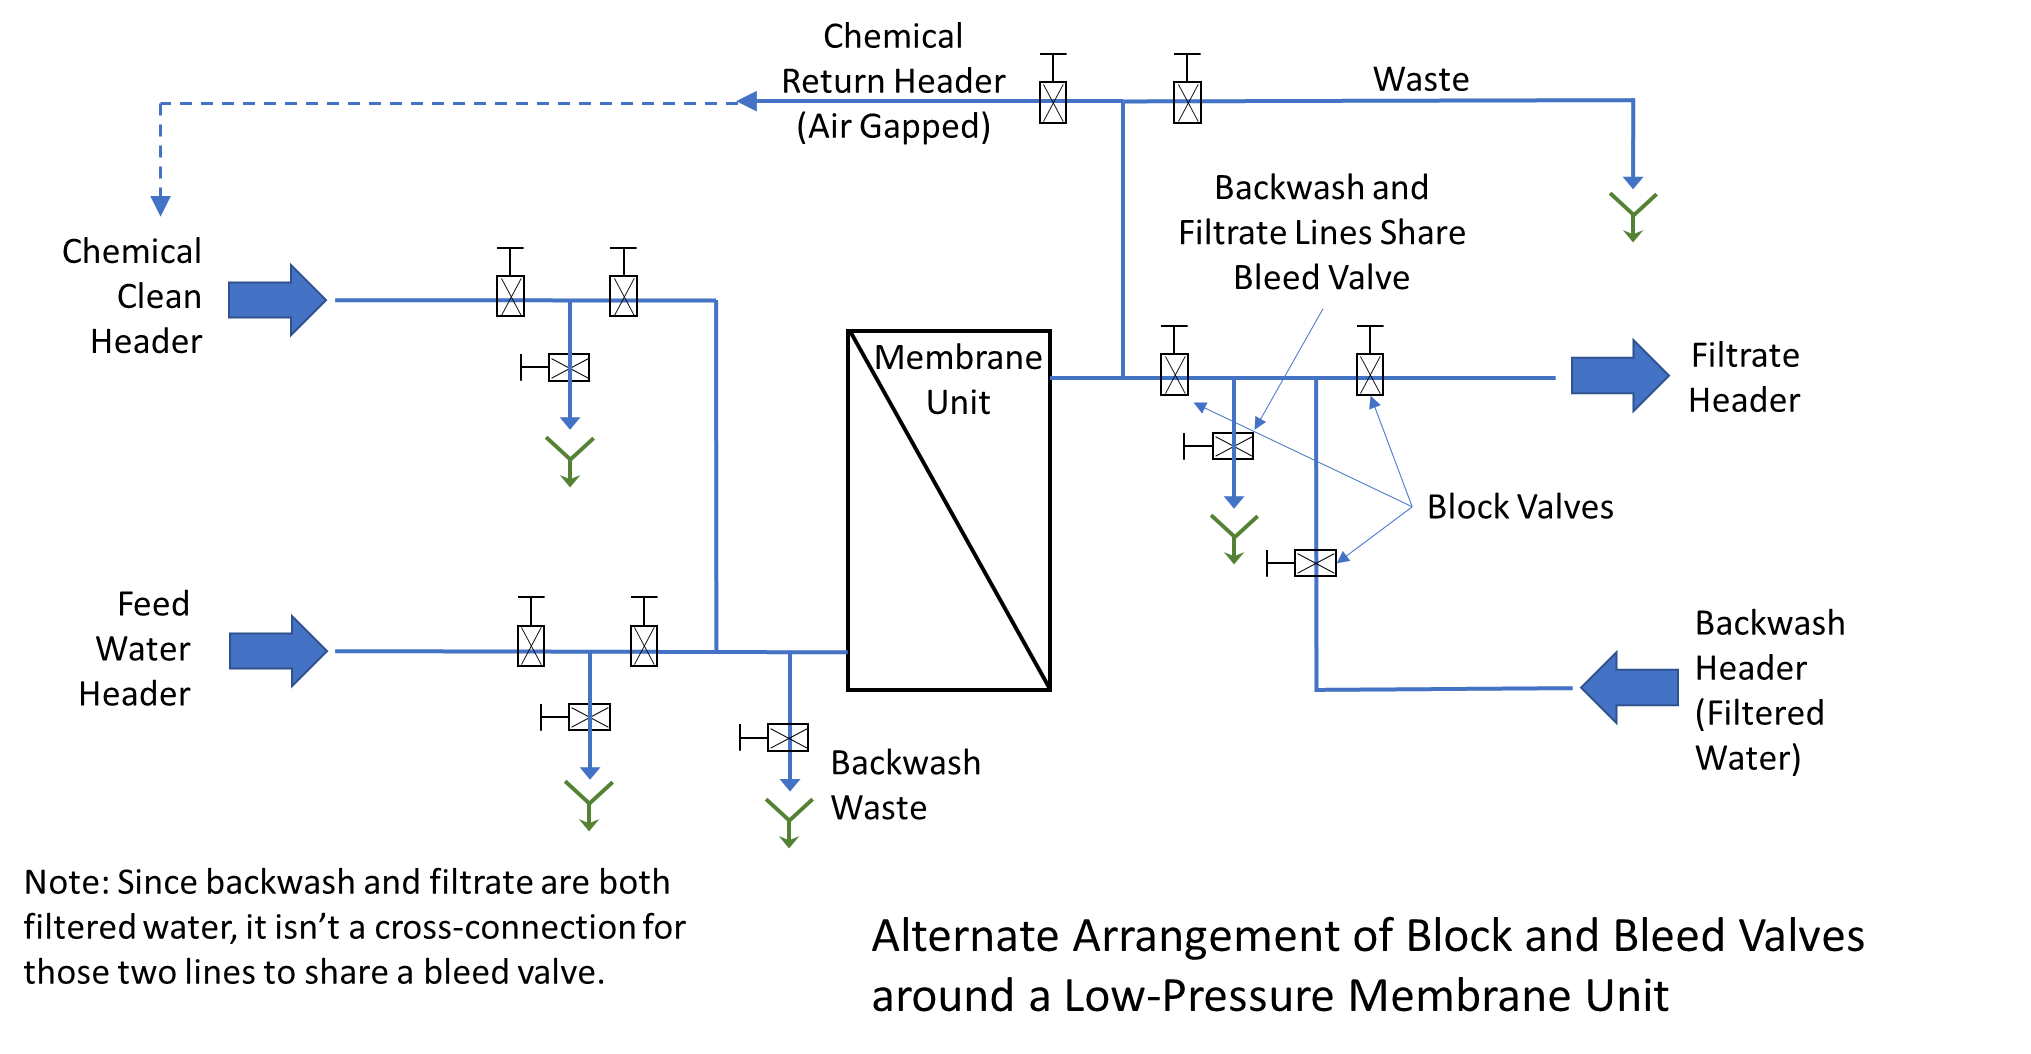 Chemical
Return Header
(Air Gapped)
Waste
Backwash and
Filtrate Lines Share
Bleed Valve
Chemical
Clean
Header
Membrane
Unit
Filtrate
Header
Block Valves
Feed
Water
Header
Backwash
Header
(Filtered
Water)
Backwash
Waste
Note: Since backwash and filtrate are both
filtered water, it isn’t a cross-connection for
those two lines to share a bleed valve.
Alternate Arrangement of Block and Bleed Valves
around a Low-Pressure Membrane Unit